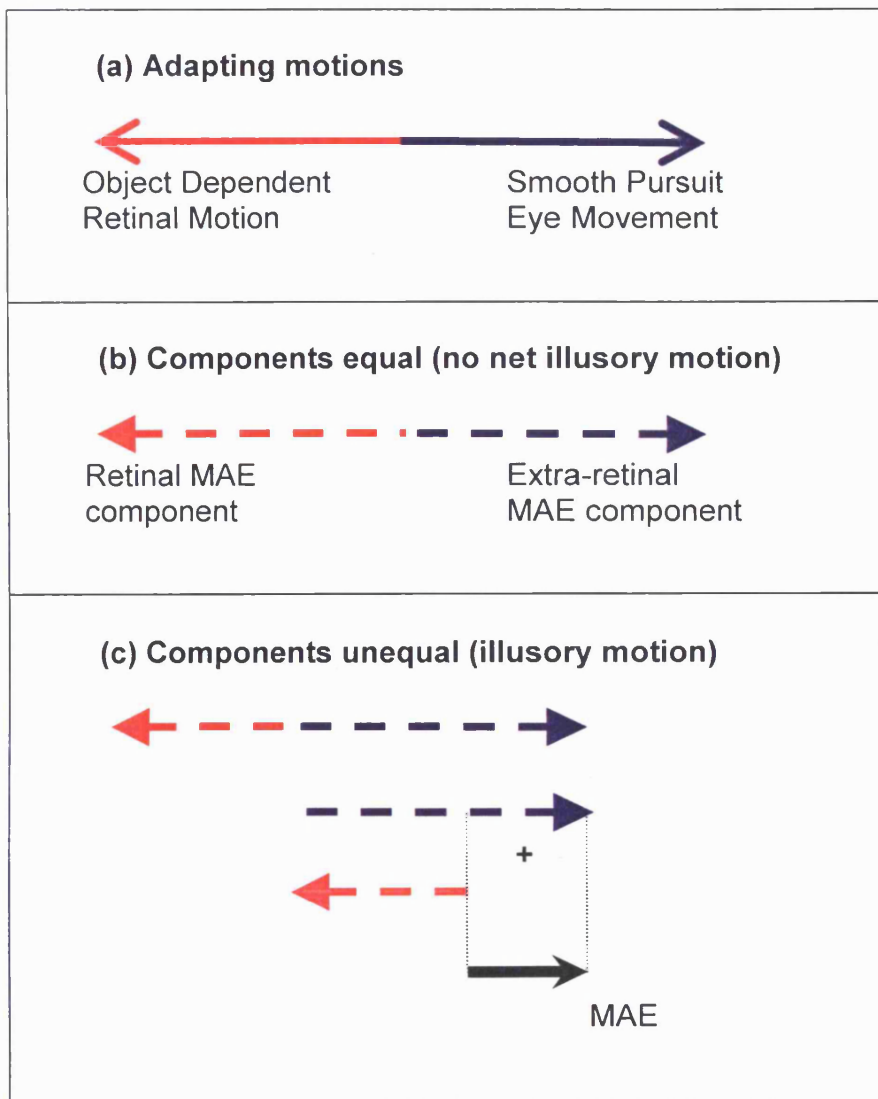 (a) Adapting motions
Object Dependent
Retinal Motion
Smooth Pursuit
Eye Movement
(b) Components equal (no net illusory motion)
Retinal MAE
component
Extra-retinal
MAE component
(c) Components unequal (illusory motion)
+
MAE